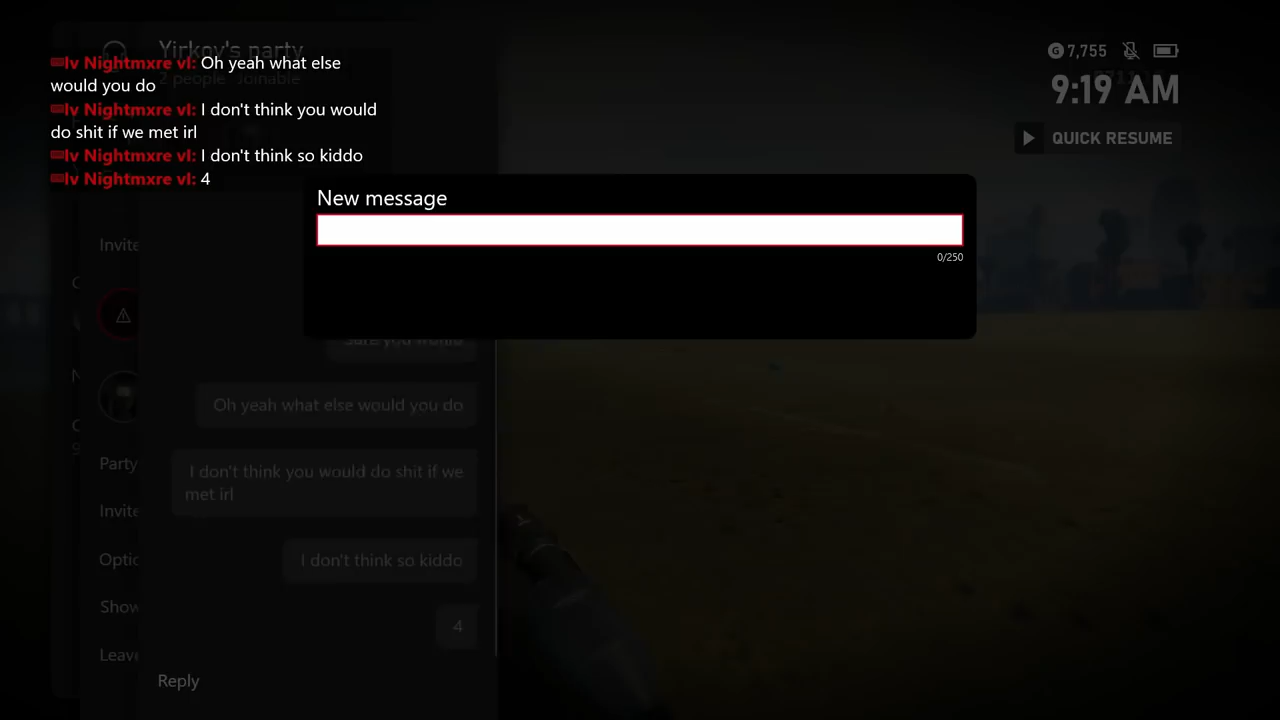 Yirkov's party
2 people Joinable
lv Nightmxre vl: Oh yeah what else
would you do
lv Nightmxre vl: I don't think you would
do shit if we met irl
lv Nightmxre vl: I don't think so kiddo
lv Nightmxre vl: 4
G 7,755
9:19 AM
QUICK RESUME
New message
0/250
Invite
Sure you would
Oh yeah what else would you do
I don't think you would do shit if we
met irl
I don't think so kiddo
4
Party
Invite
Optic
Show
Leave
Reply